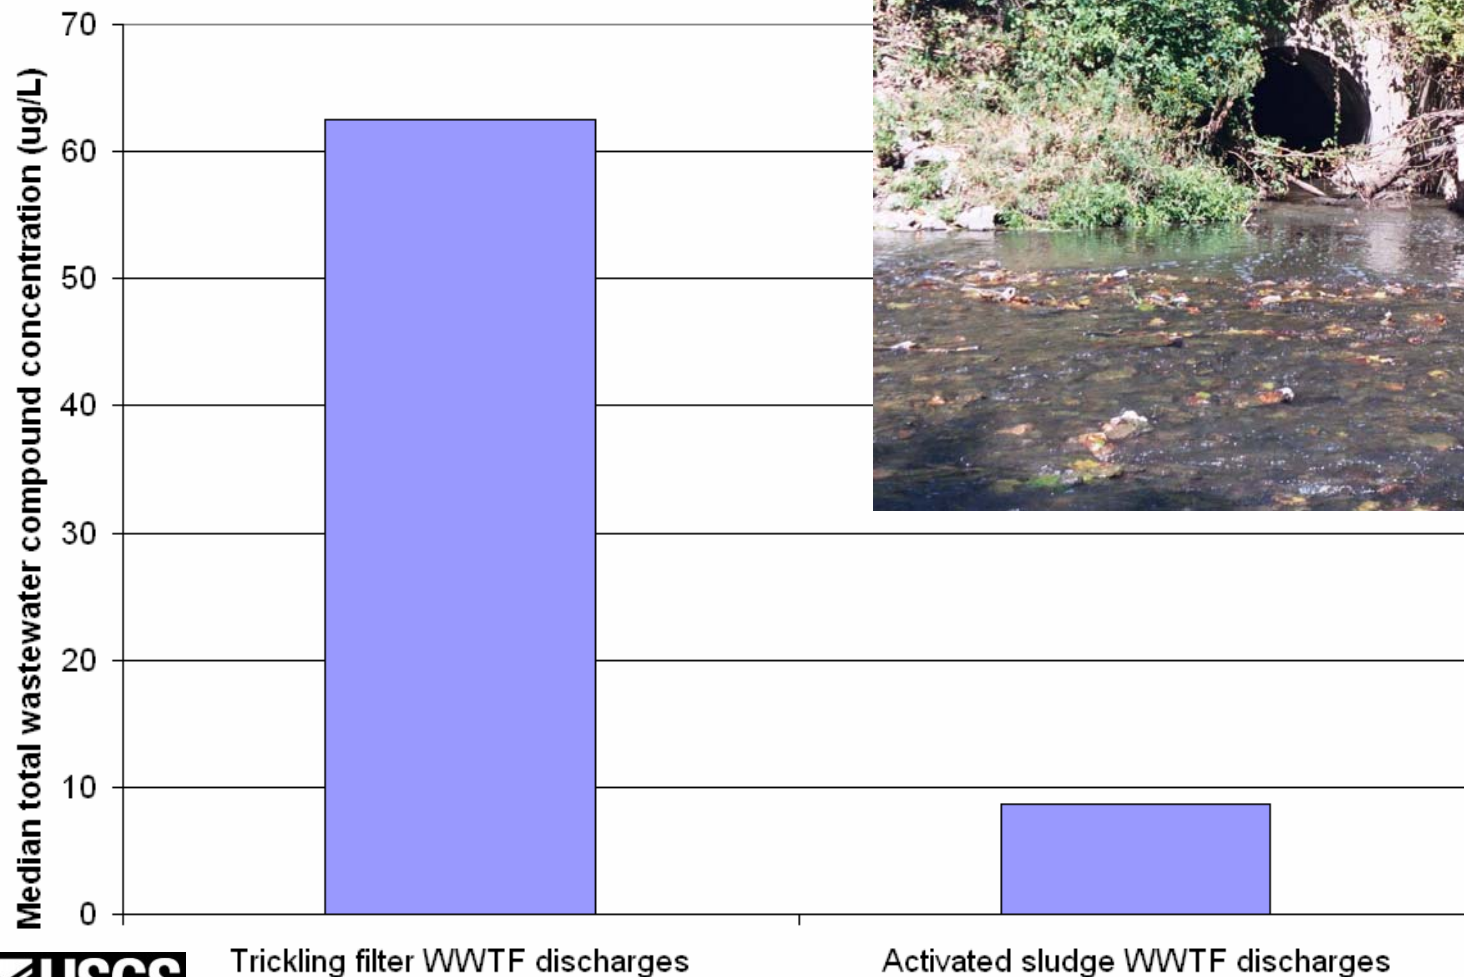 Median total wastewater compound concentration (ug/L)
70
60
50
40
30
20
10
0
Trickling filter WWTF discharges
Activated sludge WWTF discharges
USGS